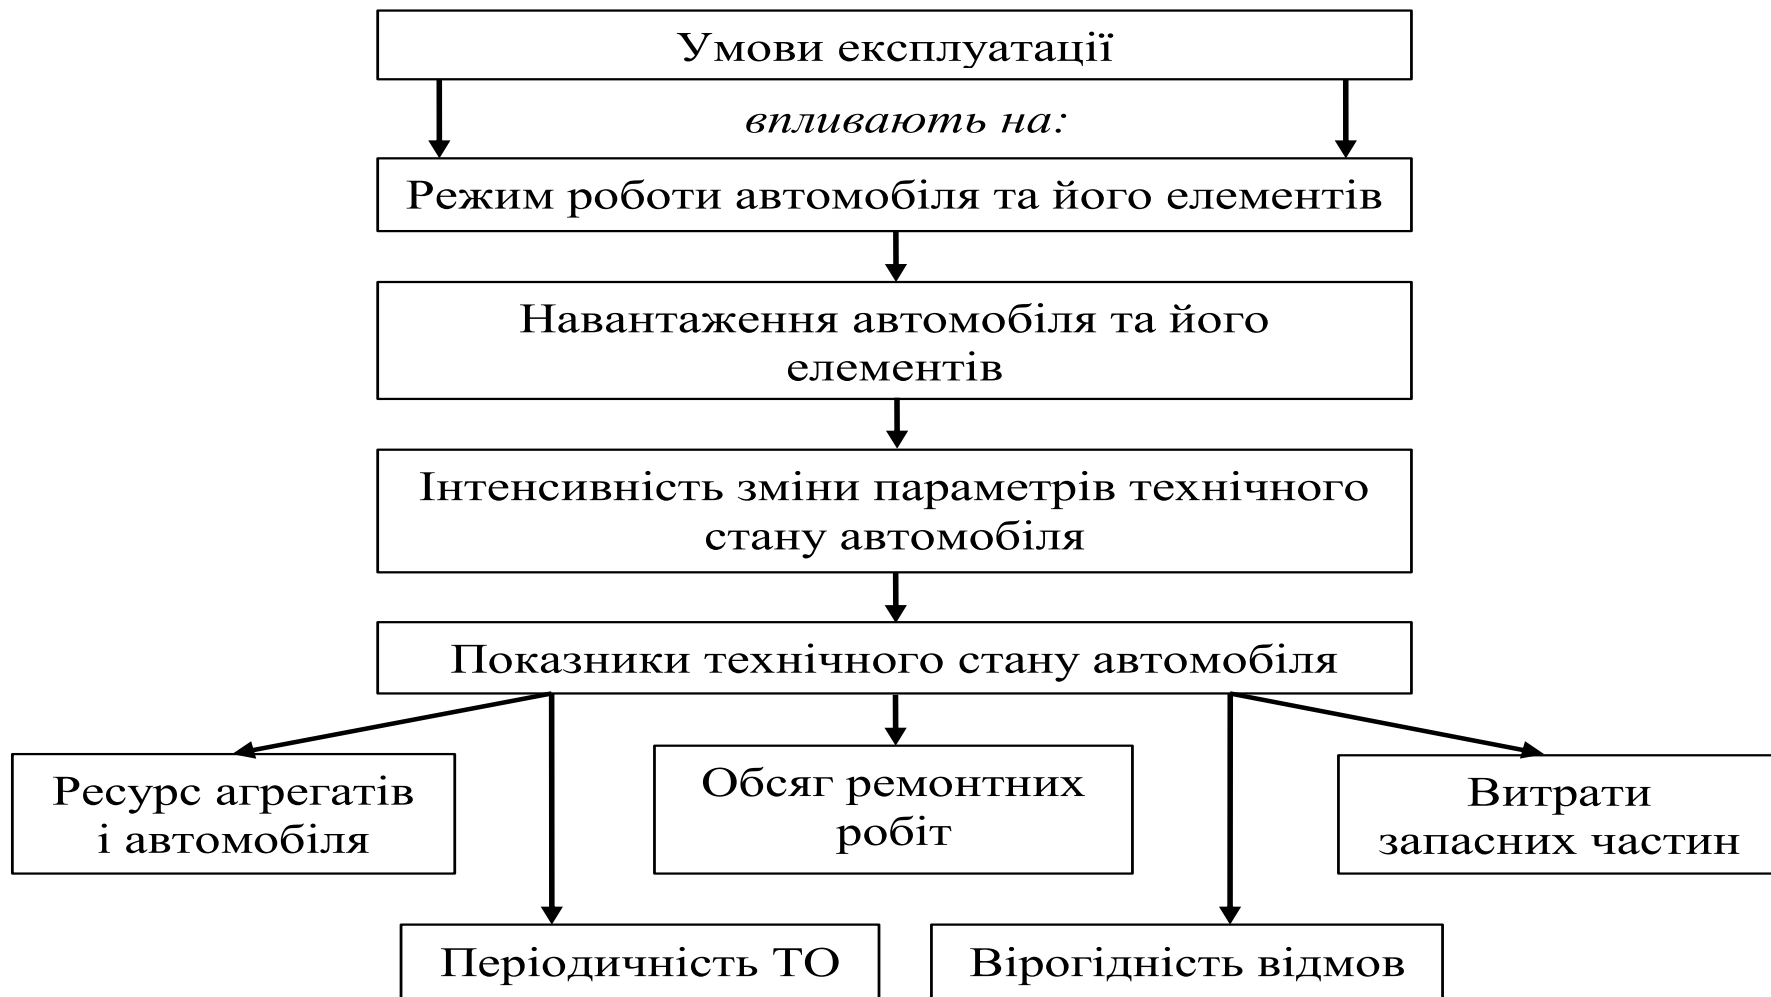 Умови експлуатації
впливають на:
Режим роботи автомобіля та його елементів
Навантаження автомобіля та його
елементів
Інтенсивність зміни параметрів технічного
стану автомобіля
Показники технічного стану автомобіля
Ресурс агрегатів
і автомобіля
Обсяг ремонтних
робіт
Витрати
запасних частин
Періодичність ТО
Вірогідність відмов